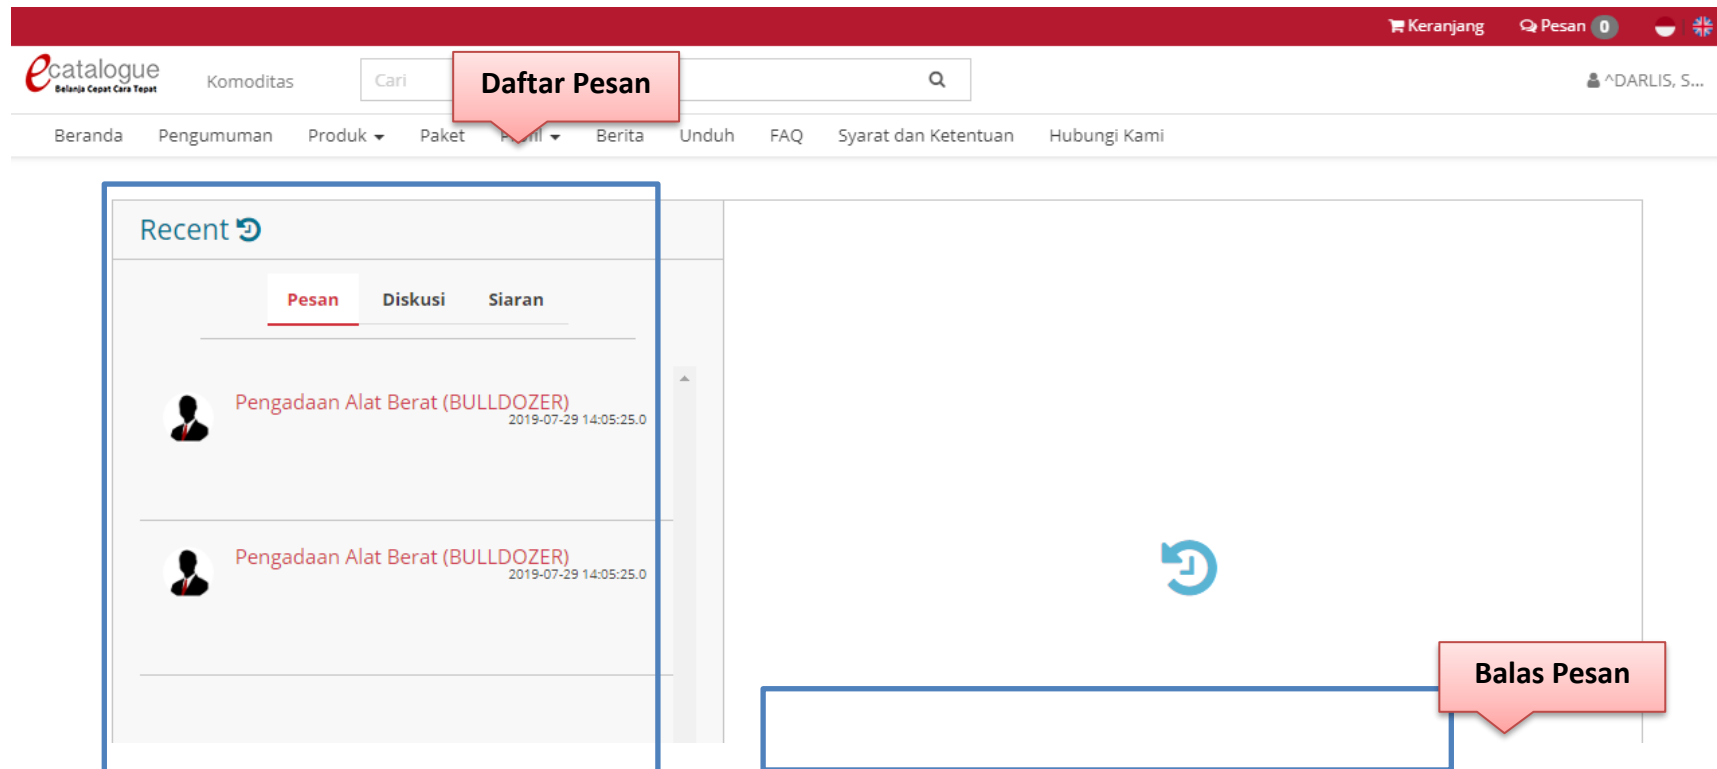 Keranjang Pesan 0
ecatalogue
Belanja Cepat Cara Tepat
Komoditas
Cari
Daftar Pesan
^DARLIS, S...
Beranda Pengumuman Produk Paket Profil Berita Unduh FAQ Syarat dan Ketentuan Hubungi Kami
Recent
Pesan Diskusi Siaran
Pengadaan Alat Berat (BULLDOZER)
2019-07-29 14:05:25.0
Pengadaan Alat Berat (BULLDOZER)
2019-07-29 14:05:25.0
Balas Pesan